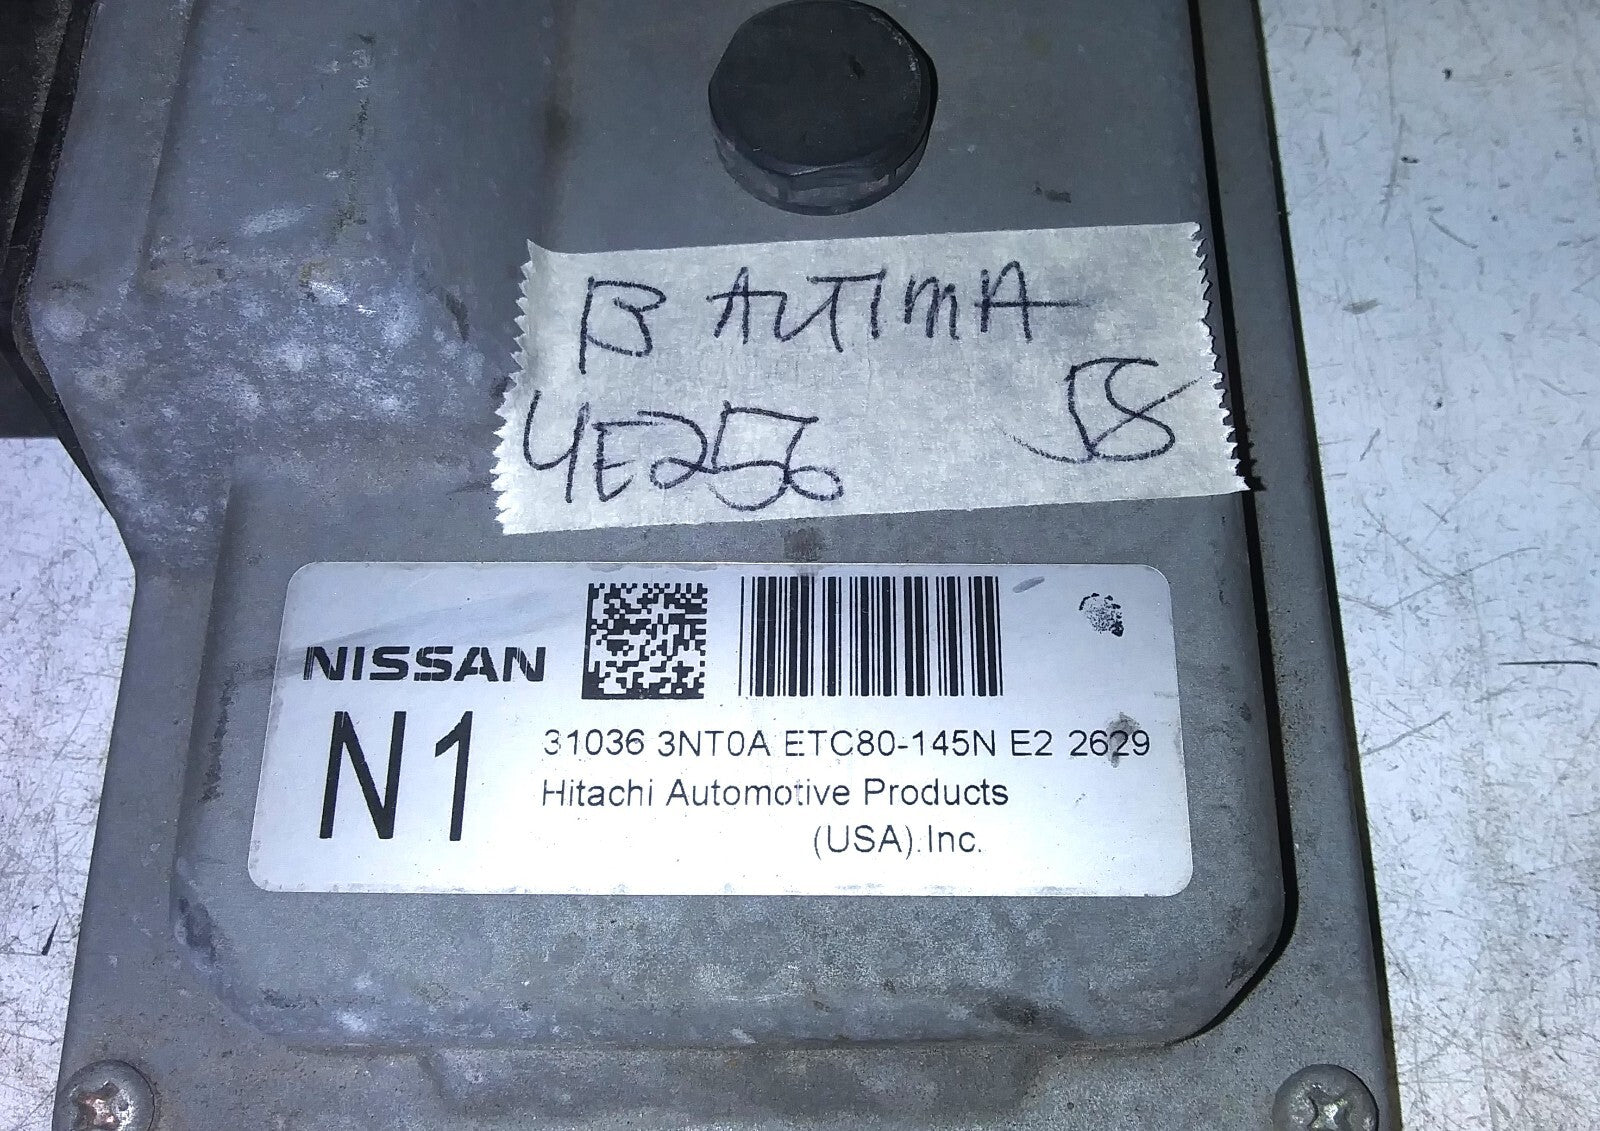 13 ALTIMA
4E256
58
NISSAN
N1
31036 3NT0A ETC80-145N E2 2629
Hitachi Automotive Products
(USA).Inc.